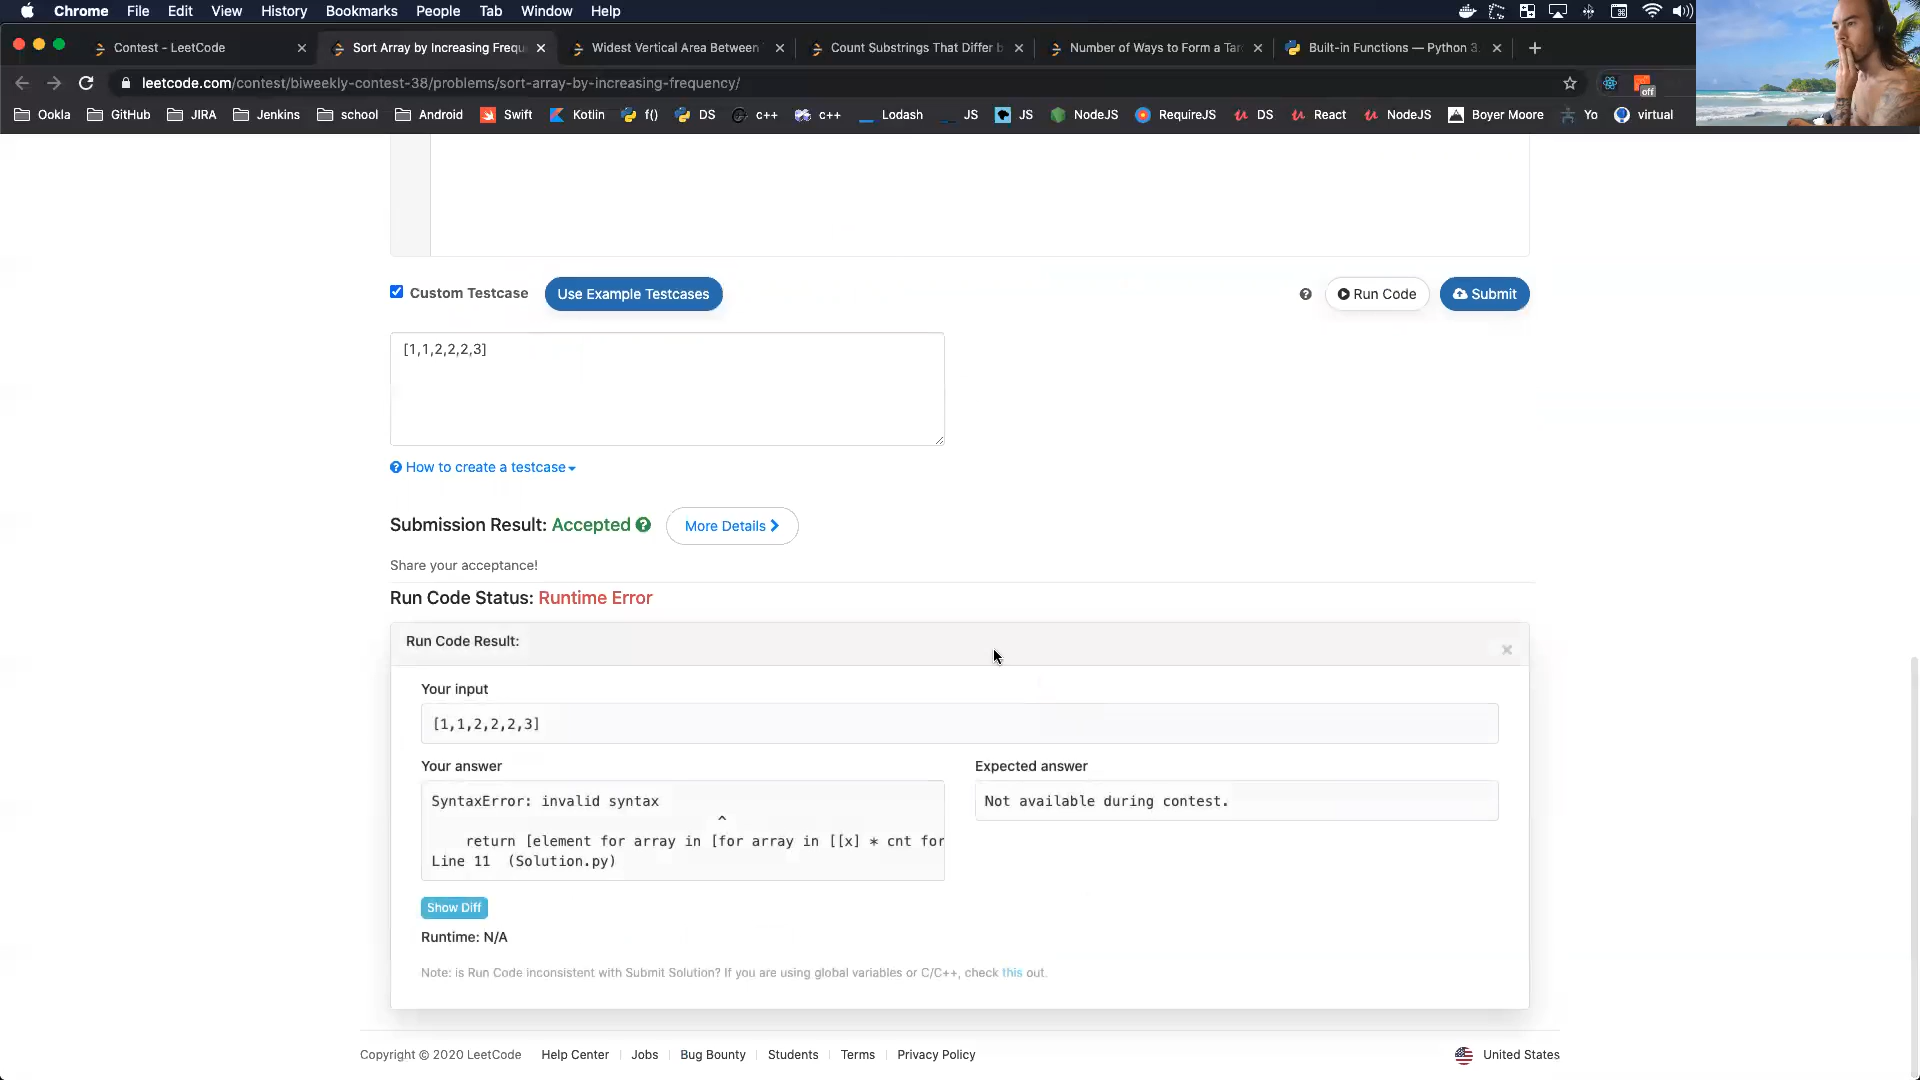 Chrome File Edit View History Bookmarks People Tab Window Help
Contest - LeetCode Sort Array by Increasing Frequ Widest Vertical Area Between Count Substrings That Differ b Number of Ways to Form a Tar Built-in Functions — Python 3.
leetcode.com/contest/biweekly-contest-38/problems/sort-array-by-increasing-frequency/
off
Ookla GitHub JIRA Jenkins school Android Swift Kotlin f() DS c++ c++ Lodash JS JS NodeJS RequireJS DS React NodeJS Boyer Moore Yo virtual
Custom Testcase Use Example Testcases Run Code Submit
[1,1,2,2,2,3]
How to create a testcase
Submission Result: Accepted More Details
Share your acceptance!
Run Code Status: Runtime Error
Run Code Result: ×
Your input
[1,1,2,2,2,3]
Your answer Expected answer
SyntaxError: invalid syntax Not available during contest.
^
return [element for array in [for array in [[x] * cnt for
Line 11 (Solution.py)
Show Diff
Runtime: N/A
Note: is Run Code inconsistent with Submit Solution? If you are using global variables or C/C++, check this out.
Copyright © 2020 LeetCode Help Center Jobs Bug Bounty Students Terms Privacy Policy United States